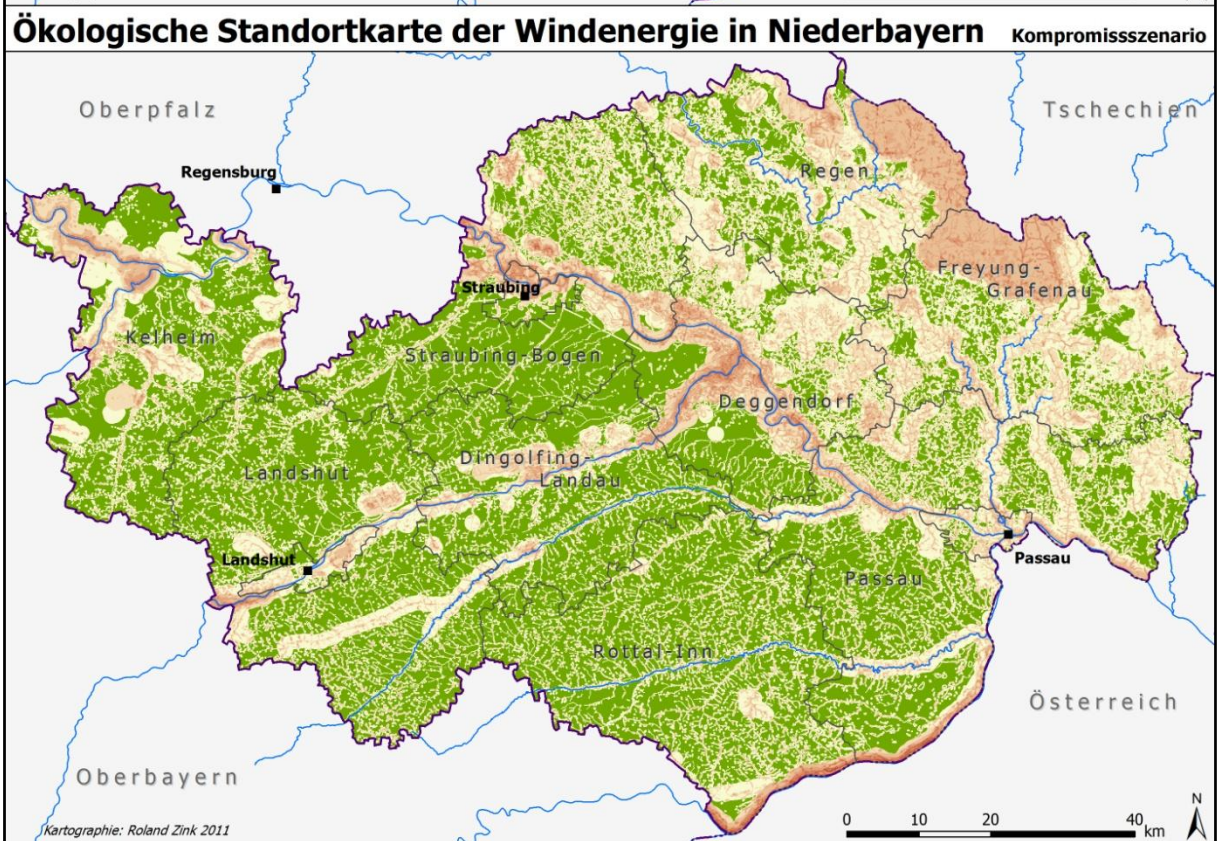 Ökologische Standortkarte der Windenergie in Niederbayern Kompromissszenario
Oberpfalz
Tschechien
Regensburg
Regen
Freyung-
Grafenau
Straubing
Kelheim
Straubing-Bogen
Deggendorf
Dingolfing-
Landau
Landshut
Landshut
Passau
Passau
Rottal-Inn
Österreich
Oberbayern
Kartographie: Roland Zink 2011
0 10 20 40 km
N